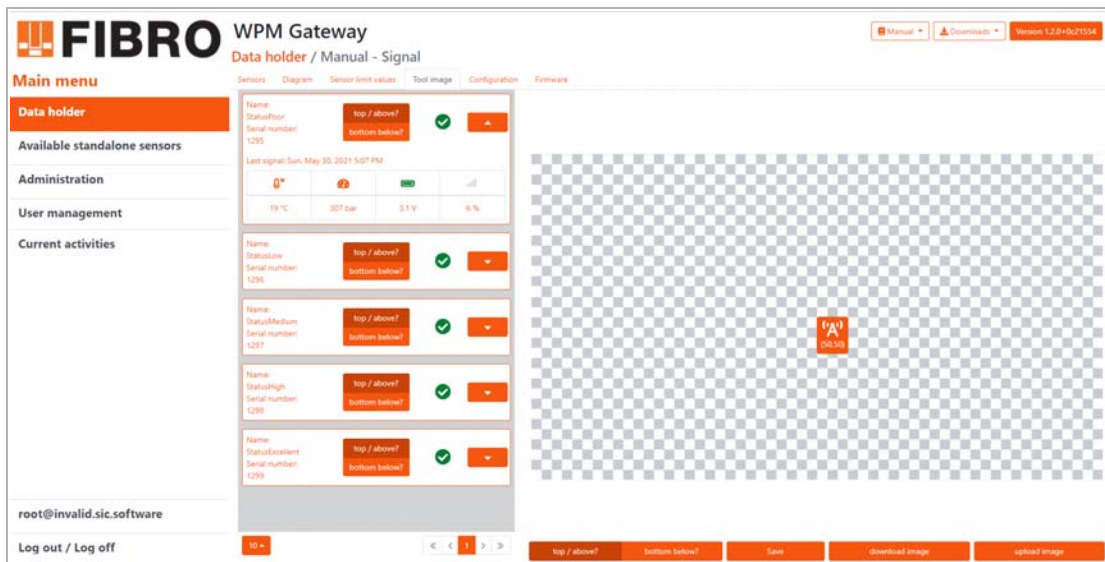 FIBRO
WPM Gateway
Data holder / Manual - Signal
Manual
Downloads
Version 1.2.0+0c21554
Main menu
Sensors
Diagram
Sensor limit values
Tool image
Configuration
Firmware
Data holder
Available standalone sensors
Administration
User management
Current activities
root@invalid.sic.software
Log out / Log off
Name:
StatusPoor
Serial number:
1295
top / above?
bottom below?
Last signal: Sun, May 30, 2021 5:07 PM
19 °C
307 bar
3.1 V
6 %
Name:
StatusLow
Serial number:
1296
top / above?
bottom below?
Name:
StatusMedium
Serial number:
1297
top / above?
bottom below?
Name:
StatusHigh
Serial number:
1298
top / above?
bottom below?
Name:
StatusExcellent
Serial number:
1299
top / above?
bottom below?
10
« ‹ 1 › »
A
(50,50)
top / above?
bottom below?
Save
download image
upload image